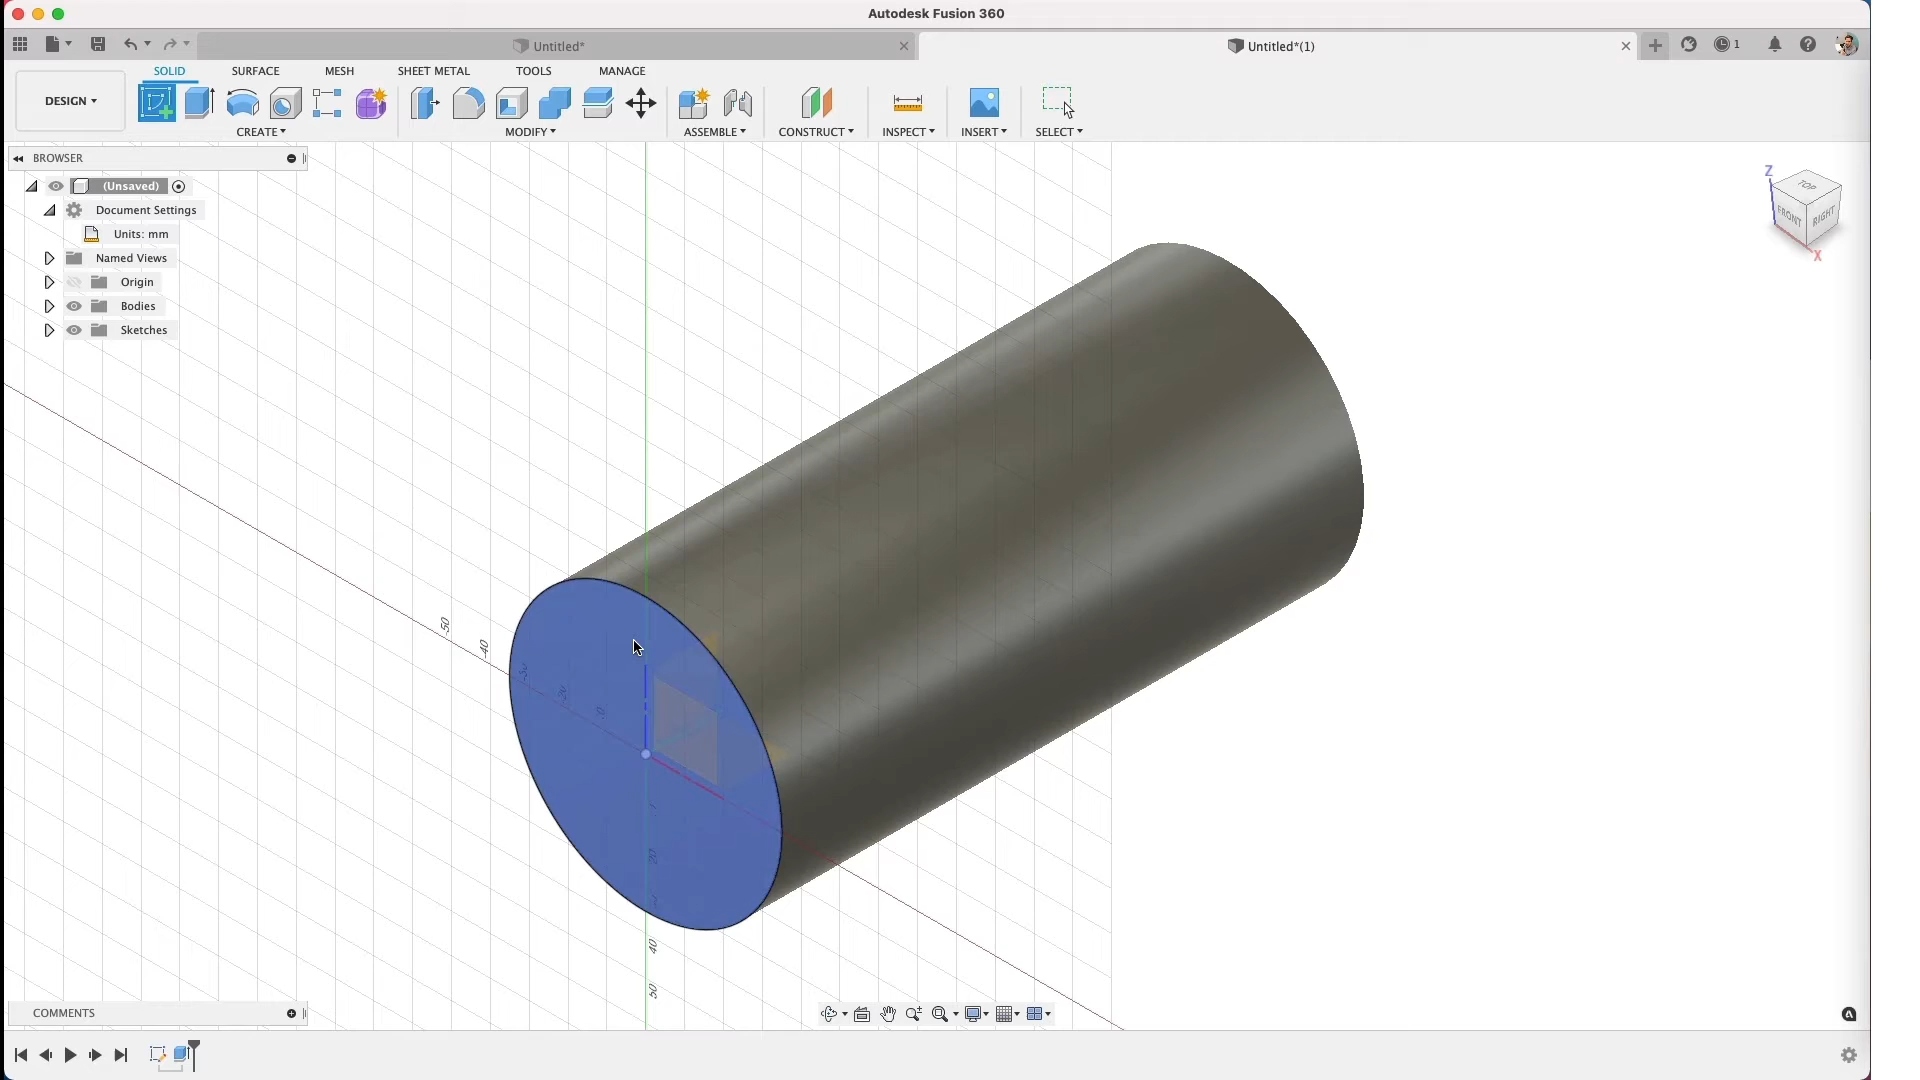 Autodesk Fusion 360
Untitled*
Untitled*(1)
1
DESIGN
SOLID
SURFACE
MESH
SHEET METAL
TOOLS
MANAGE
CREATE
MODIFY
ASSEMBLE
CONSTRUCT
INSPECT
INSERT
SELECT
BROWSER
(Unsaved)
Document Settings
Units: mm
Named Views
Origin
Bodies
Sketches
Z
TOP
FRONT
RIGHT
X
-50
-40
20
40
50
COMMENTS